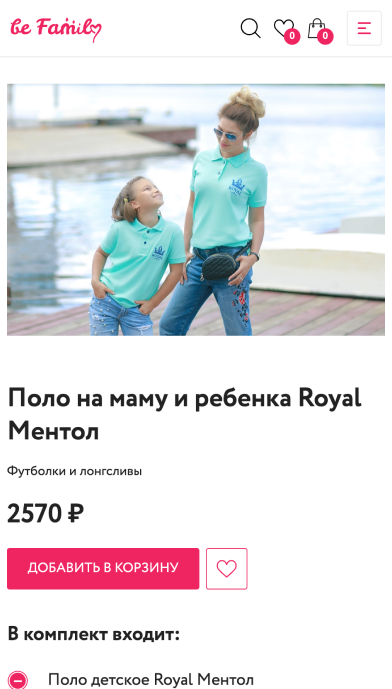 be Family
0
0
Поло на маму и ребенка Royal
Ментол
Футболки и лонгсливы
2570 ₽
ДОБАВИТЬ В КОРЗИНУ
В комплект входит:
Поло детское Royal Ментол